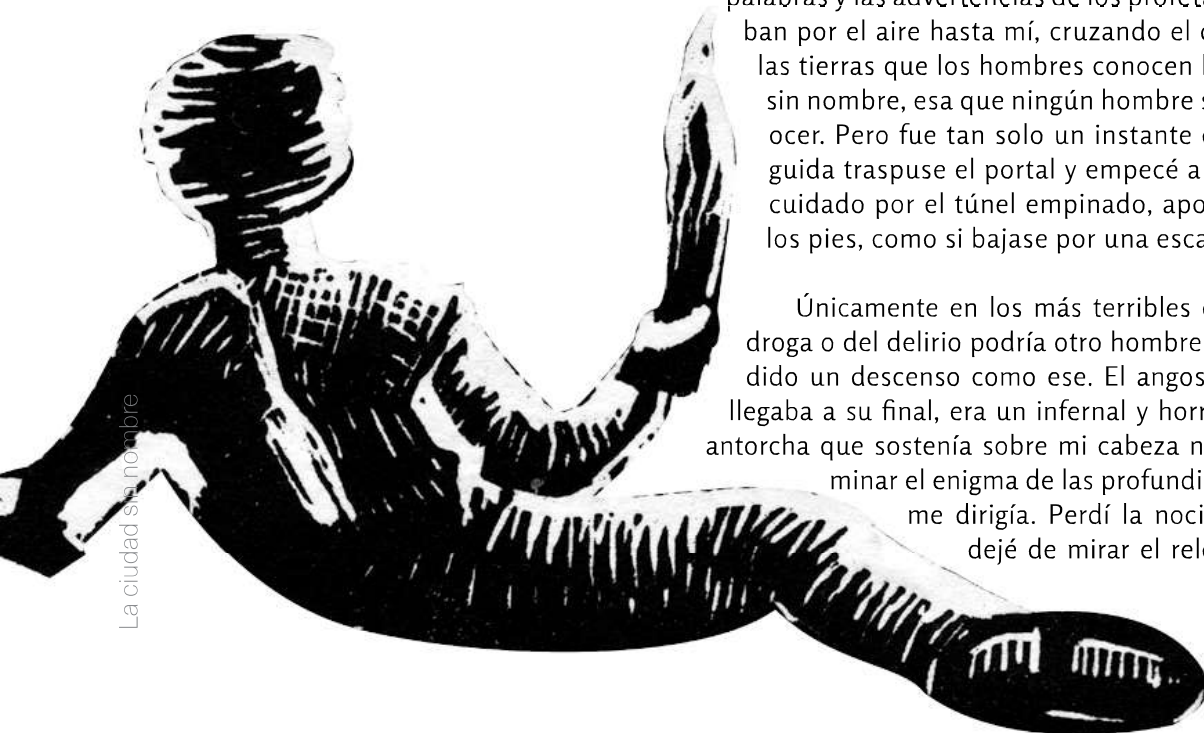 palabras y las advertencias de los
ban por el aire hasta mí, cruzando el
las tierras que los hombres conocen
sin nombre, esa que ningún hombre
ocer. Pero fue tan solo un instante
guida traspuse el portal y empecé a
cuidado por el túnel empinado, apo
los pies, como si bajase por una esca
Únicamente en los más terribles
droga o del delirio podría otro hombre
dido un descenso como ese. El angos
llegaba a su final, era un infernal y horr
antorcha que sostenía sobre mi cabeza n
minar el enigma de las profundi
me dirigía. Perdí la noci
dejé de mirar el rel
La ciudad sin nombre